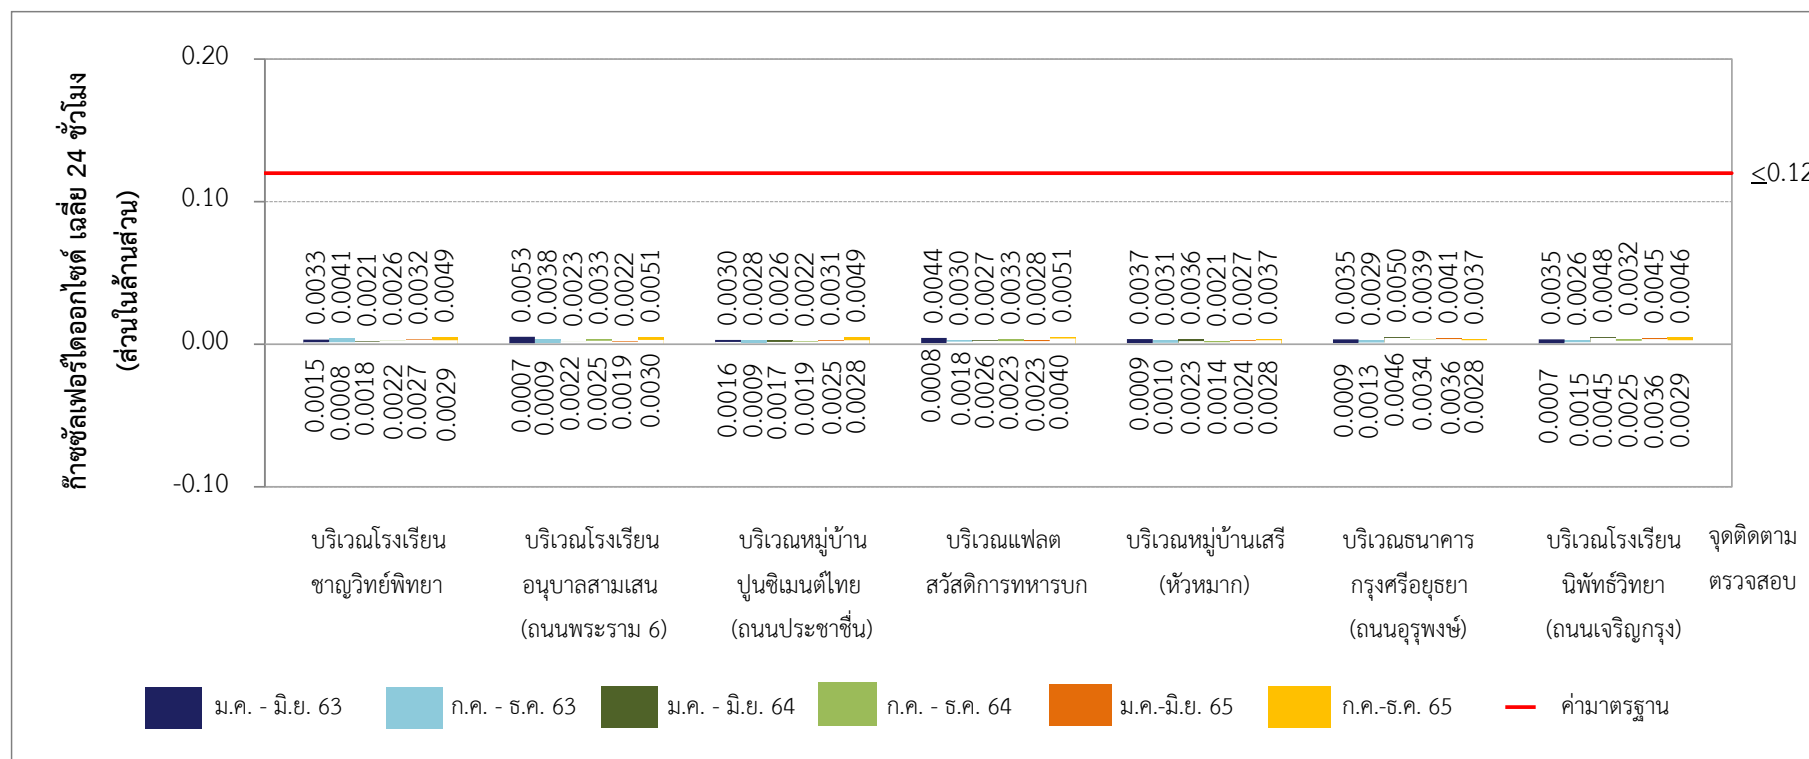 ก๊าซซัลเฟอร์ไดออกไซด์ เฉลี่ย 24 ชั่วโมง
(ส่วนในล้านส่วน)
0.20
0.10
0.00
-0.10
≤0.12
0.0033 0.0041 0.0021 0.0026 0.0032 0.0049
0.0053 0.0038 0.0023 0.0033 0.0022 0.0051
0.0030 0.0028 0.0026 0.0022 0.0031 0.0049
0.0044 0.0030 0.0027 0.0033 0.0028 0.0051
0.0037 0.0031 0.0036 0.0021 0.0027 0.0037
0.0035 0.0029 0.0050 0.0039 0.0041 0.0037
0.0035 0.0026 0.0048 0.0032 0.0045 0.0046
0.0015 0.0008 0.0018 0.0022 0.0027 0.0029
0.0007 0.0009 0.0022 0.0025 0.0019 0.0030
0.0016 0.0009 0.0017 0.0019 0.0025 0.0028
0.0008 0.0018 0.0026 0.0023 0.0023 0.0040
0.0009 0.0010 0.0023 0.0014 0.0024 0.0028
0.0009 0.0013 0.0046 0.0034 0.0036 0.0028
0.0007 0.0015 0.0045 0.0025 0.0036 0.0029
บริเวณโรงเรียน
ชาญวิทย์พิทยา
บริเวณโรงเรียน
อนุบาลสามเสน
(ถนนพระราม 6)
บริเวณหมู่บ้าน
ปูนซิเมนต์ไทย
(ถนนประชาชื่น)
บริเวณแฟลต
สวัสดิการทหารบก
บริเวณหมู่บ้านเสรี
(หัวหมาก)
บริเวณธนาคาร
กรุงศรีอยุธยา
(ถนนอุรุพงษ์)
บริเวณโรงเรียน
นิพัทธ์วิทยา
(ถนนเจริญกรุง)
จุดติดตาม
ตรวจสอบ
ม.ค. - มิ.ย. 63
ก.ค. - ธ.ค. 63
ม.ค. - มิ.ย. 64
ก.ค. - ธ.ค. 64
ม.ค.-มิ.ย. 65
ก.ค.-ธ.ค. 65
ค่ามาตรฐาน